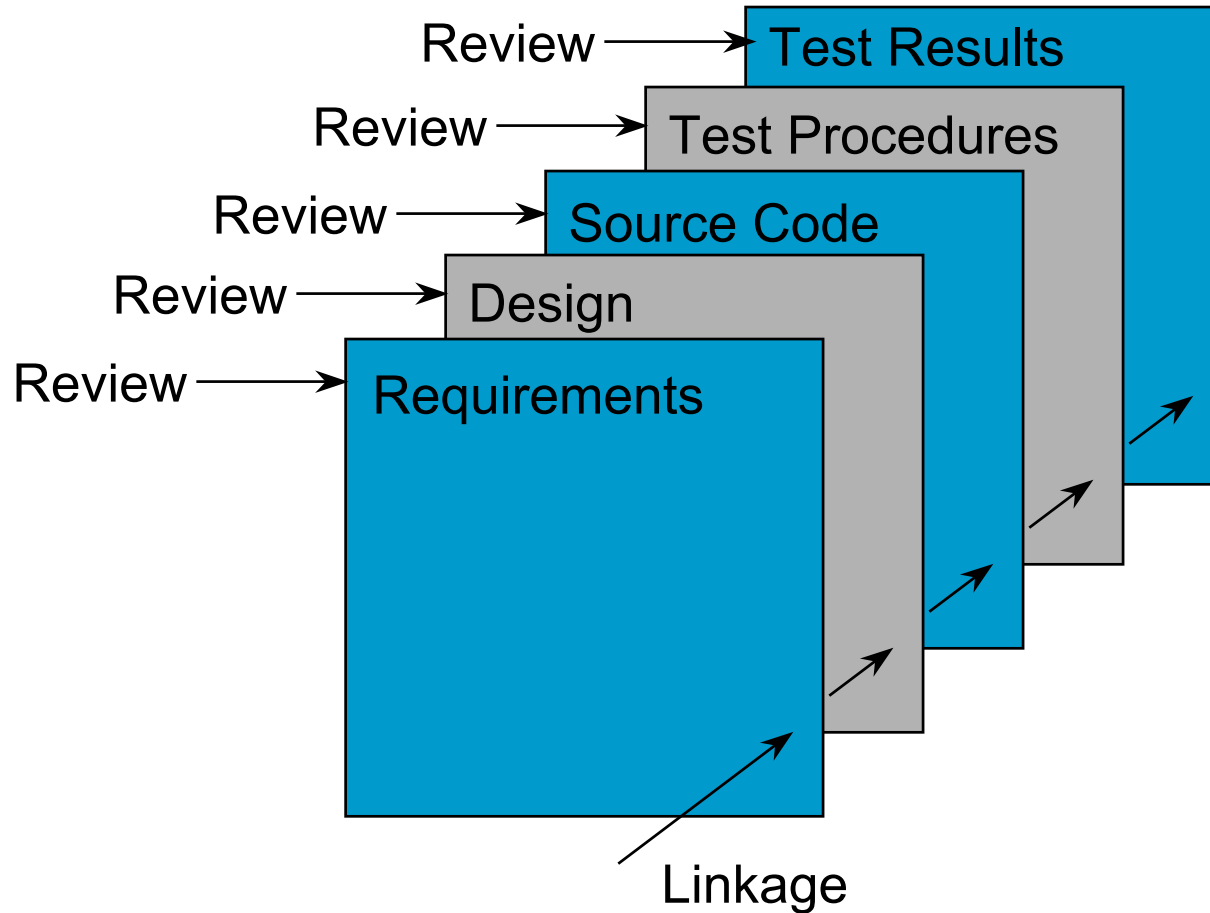 Review
Test Results
Review
Test Procedures
Review
Source Code
Review
Design
Review
Requirements
Linkage